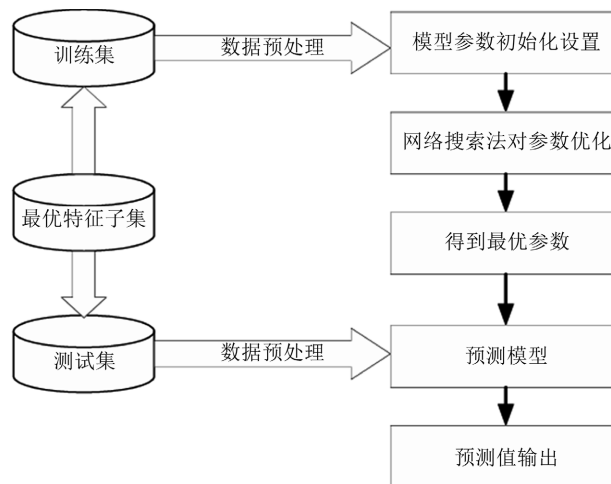 训练集
数据预处理
模型参数初始化设置
网络搜索法对参数优化
最优特征子集
得到最优参数
测试集
数据预处理
预测模型
预测值输出